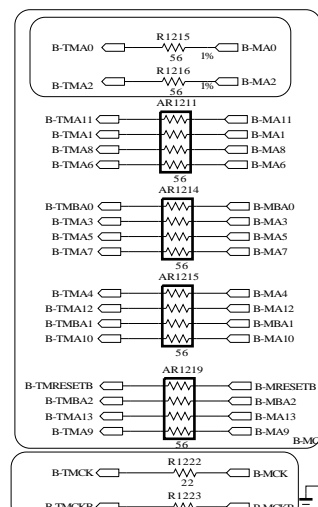 R1215
B-TMA0 B-MA0
56 1%
R1216
B-TMA2 B-MA2
56 1%
AR1211
B-TMA11 B-MA11
B-TMA1 B-MA1
B-TMA8 B-MA8
B-TMA6 B-MA6
56
AR1214
B-TMBA0 B-MBA0
B-TMA3 B-MA3
B-TMA5 B-MA5
B-TMA7 B-MA7
56
AR1215
B-TMA4 B-MA4
B-TMA12 B-MA12
B-TMBA1 B-MBA1
B-TMA10 B-MA10
56
AR1219
B-TMRESETB B-MRESETB
B-TMBA2 B-MBA2
B-TMA13 B-MA13
B-TMA9 B-MA9
56
R1222
B-TMCK B-MCK
22
R1223
B-TMCKB B-MCKB